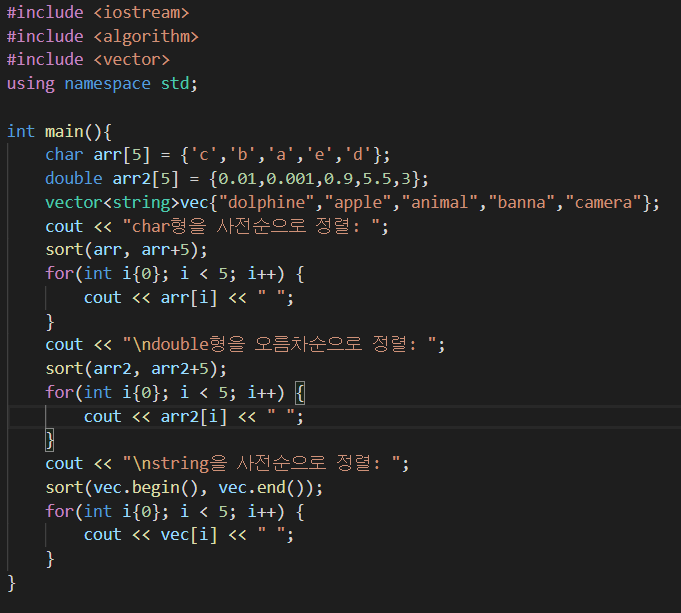 #include <iostream>
#include <algorithm>
#include <vector>
using namespace std;

int main(){
    char arr[5] = {'c','b','a','e','d'};
    double arr2[5] = {0.01,0.001,0.9,5.5,3};
    vector<string>vec{"dolphine","apple","animal","banna","camera"};
    cout << "char형을 사전순으로 정렬: ";
    sort(arr, arr+5);
    for(int i{0}; i < 5; i++) {
        cout << arr[i] << " ";
    }
    cout << "\ndouble형을 오름차순으로 정렬: ";
    sort(arr2, arr2+5);
    for(int i{0}; i < 5; i++) {
        cout << arr2[i] << " ";
    }
    cout << "\nstring을 사전순으로 정렬: ";
    sort(vec.begin(), vec.end());
    for(int i{0}; i < 5; i++) {
        cout << vec[i] << " ";
    }
}